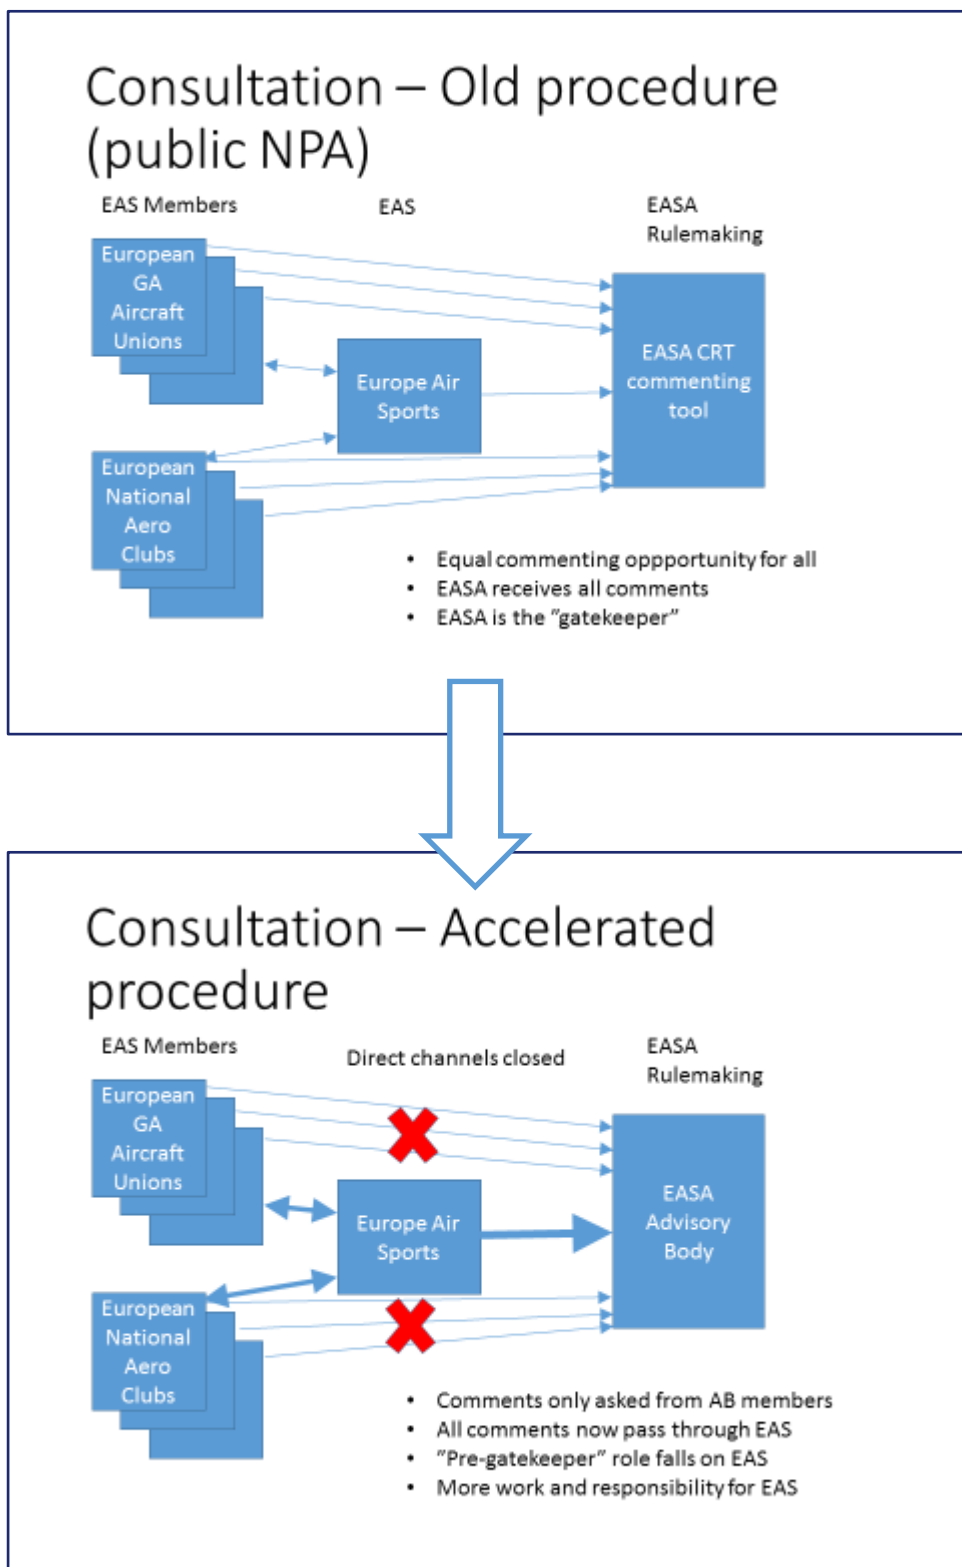 Consultation – Old procedure
(public NPA)
EAS Members
EAS
EASA
Rulemaking
European
GA
Aircraft
Unions
Europe Air
Sports
EASA CRT
commenting
tool
European
National
Aero
Clubs
• Equal commenting oppportunity for all
• EASA receives all comments
• EASA is the ”gatekeeper”
Consultation – Accelerated
procedure
EAS Members
Direct channels closed
EASA
Rulemaking
European
GA
Aircraft
Unions
Europe Air
Sports
EASA
Advisory
Body
European
National
Aero
Clubs
• Comments only asked from AB members
• All comments now pass through EAS
• ”Pre-gatekeeper” role falls on EAS
• More work and responsibility for EAS